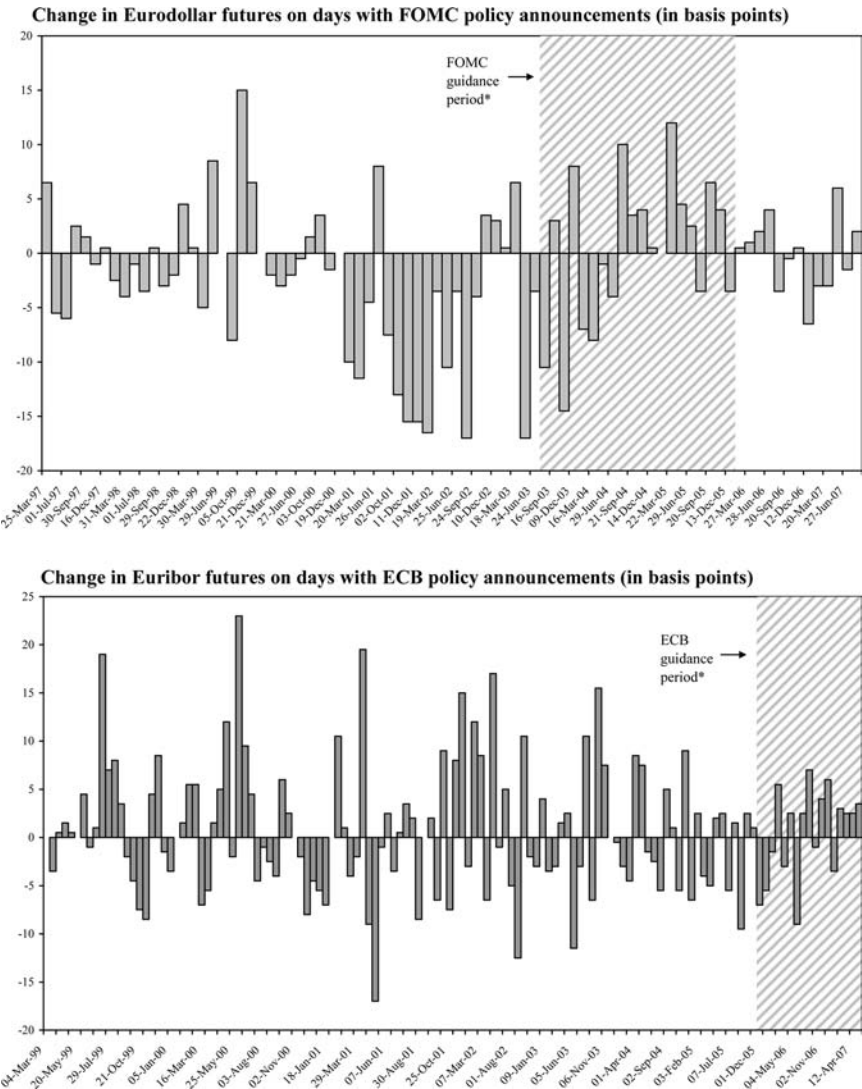 Change in Eurodollar futures on days with FOMC policy announcements (in basis points)
20
15
10
5
0
-5
-10
-15
-20
FOMC
guidance
period*
25-Mar-97
01-Jul-97
30-Sep-97
16-Dec-97
31-Mar-98
01-Jul-98
29-Sep-98
22-Dec-98
30-Mar-99
29-Jun-99
05-Oct-99
21-Dec-99
21-Mar-00
27-Jun-00
03-Oct-00
19-Dec-00
20-Mar-01
26-Jun-01
02-Oct-01
11-Dec-01
19-Mar-02
25-Jun-02
24-Sep-02
10-Dec-02
18-Mar-03
24-Jun-03
16-Sep-03
09-Dec-03
16-Mar-04
29-Jun-04
21-Sep-04
14-Dec-04
22-Mar-05
29-Jun-05
20-Sep-05
13-Dec-05
27-Mar-06
28-Jun-06
20-Sep-06
12-Dec-06
20-Mar-07
27-Jun-07
Change in Euribor futures on days with ECB policy announcements (in basis points)
25
20
15
10
5
0
-5
-10
-15
-20
ECB
guidance
period*
04-Mar-99
20-May-99
29-Jul-99
21-Oct-99
05-Jun-00
16-Mar-00
25-May-00
03-Aug-00
02-Nov-00
18-Jun-01
29-Mar-01
07-Jun-01
30-Aug-01
25-Oct-01
07-Mar-02
01-Aug-02
09-Jun-03
05-Jun-03
06-Nov-03
01-Apr-04
02-Sep-04
03-Feb-05
07-Jul-05
01-Dec-05
04-May-06
02-Nov-06
12-Apr-07